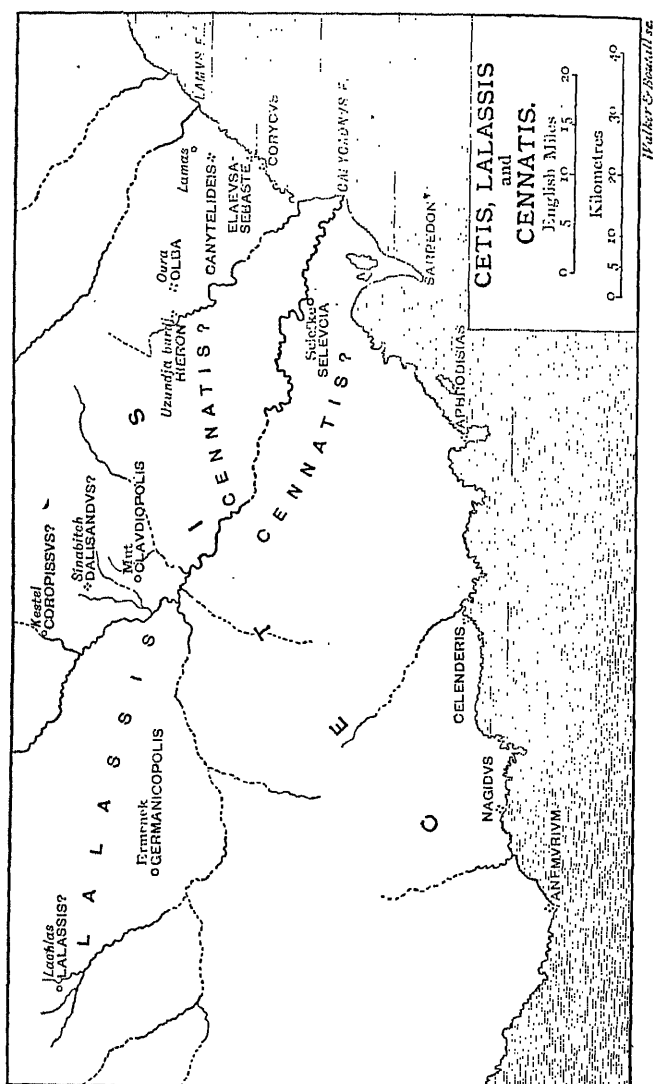 CETIS, LALASSIS
and
CENNATIS.
English Miles
0 5 10 15 20
Kilometres
0 5 10 20 30 40
Lachlas
LALASSIS?
LALASSIS
Kestel
COROPISSVS?
Sinabitch
DALISANDVS?
Mut
CLAVDIOPOLIS
Ermenek
GERMANICOPOLIS
CETIS
CENNATIS?
CENNATIS?
Uzundja burdj
HIERON
Oura
OLBA
Lamas
LAMVS F.
CANYTELIDEIS
ELAEVSA-
SEBASTE
CORYCVS
CALYCADNVS F.
Selefke
SELEVCIA
SARPEDON
APHRODISIAS
CELENDERIS
NAGIDVS
ANEMVRIVM
Walker & Boutall sc.